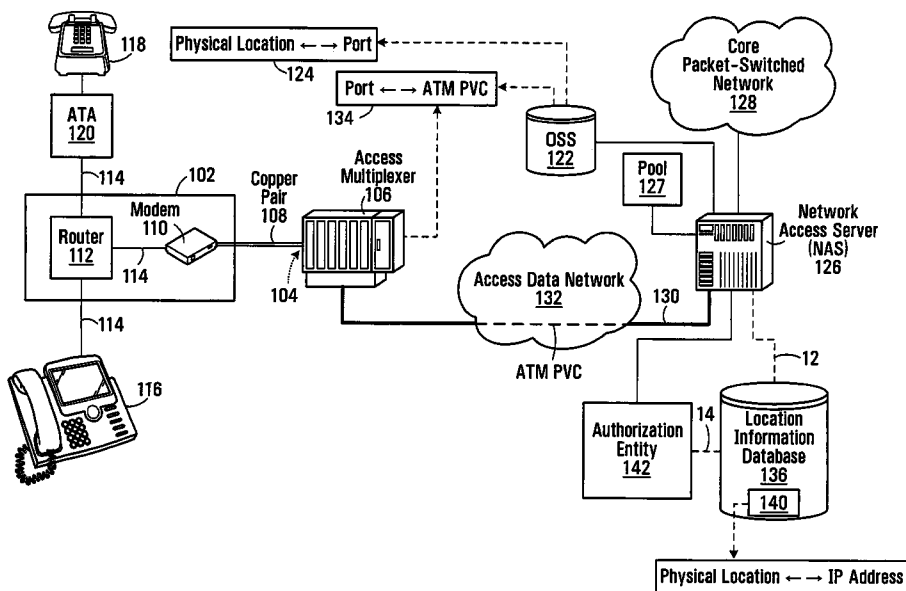 118
Physical Location ←→ Port
124
Port ←→ ATM PVC
134
Core
Packet-Switched
Network
128
ATA
120
OSS
122
Pool
127
114
102
Copper
Pair
108
Access
Multiplexer
106
Modem
110
Router
112
114
104
Network
Access Server
(NAS)
126
Access Data Network
132
130
ATM PVC
114
116
12
Authorization
Entity
142
14
Location
Information
Database
136
140
Physical Location ←→ IP Address